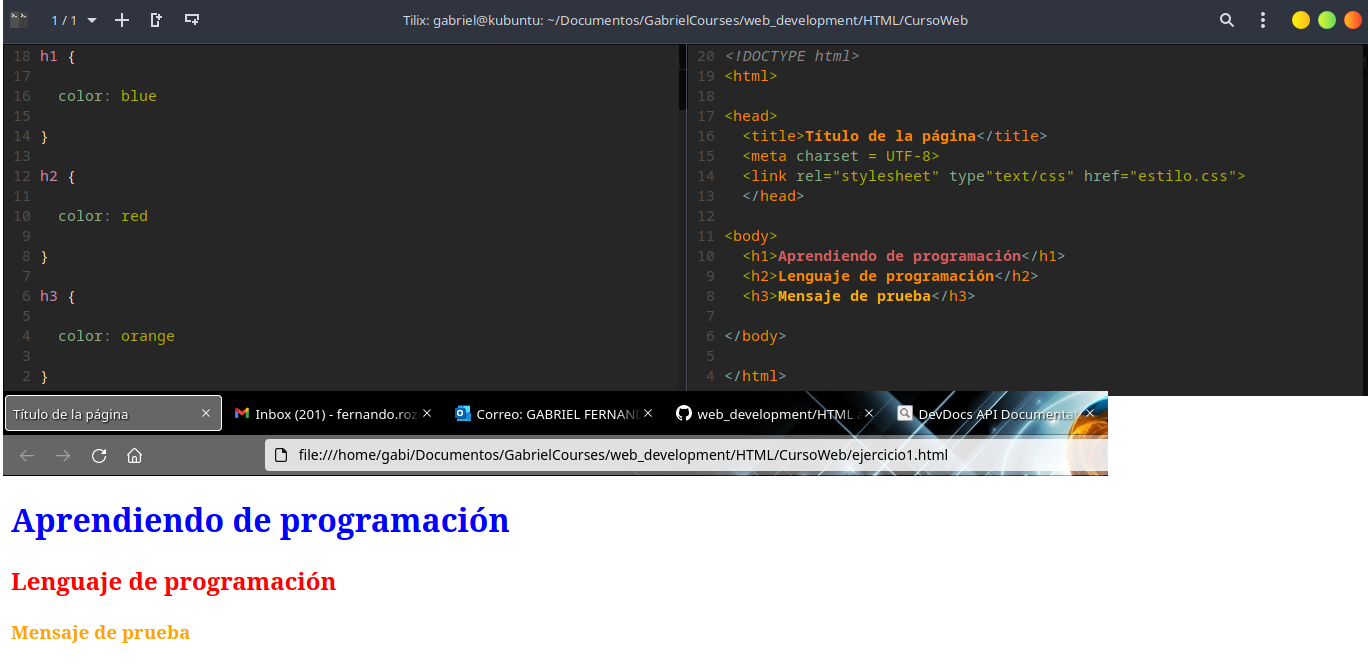 1 / 1
Tilix: gabriel@kubuntu: ~/Documentos/GabrielCourses/web_development/HTML/CursoWeb
18 h1 {
17
16   color: blue
15
14 }
13
12 h2 {
11
10   color: red
9
8 }
7
6 h3 {
5
4   color: orange
3
2 }
20 <!DOCTYPE html>
19 <html>
18
17 <head>
16   <title>Título de la página</title>
15   <meta charset = UTF-8>
14   <link rel="stylesheet" type"text/css" href="estilo.css">
13   </head>
12
11 <body>
10   <h1>Aprendiendo de programación</h1>
9   <h2>Lenguaje de programación</h2>
8   <h3>Mensaje de prueba</h3>
7
6 </body>
5
4 </html>
Título de la página
Inbox (201) - fernando.roz
Correo: GABRIEL FERNAND
web_development/HTML a
DevDocs API Documentat
file:///home/gabi/Documentos/GabrielCourses/web_development/HTML/CursoWeb/ejercicio1.html
Aprendiendo de programación
Lenguaje de programación
Mensaje de prueba